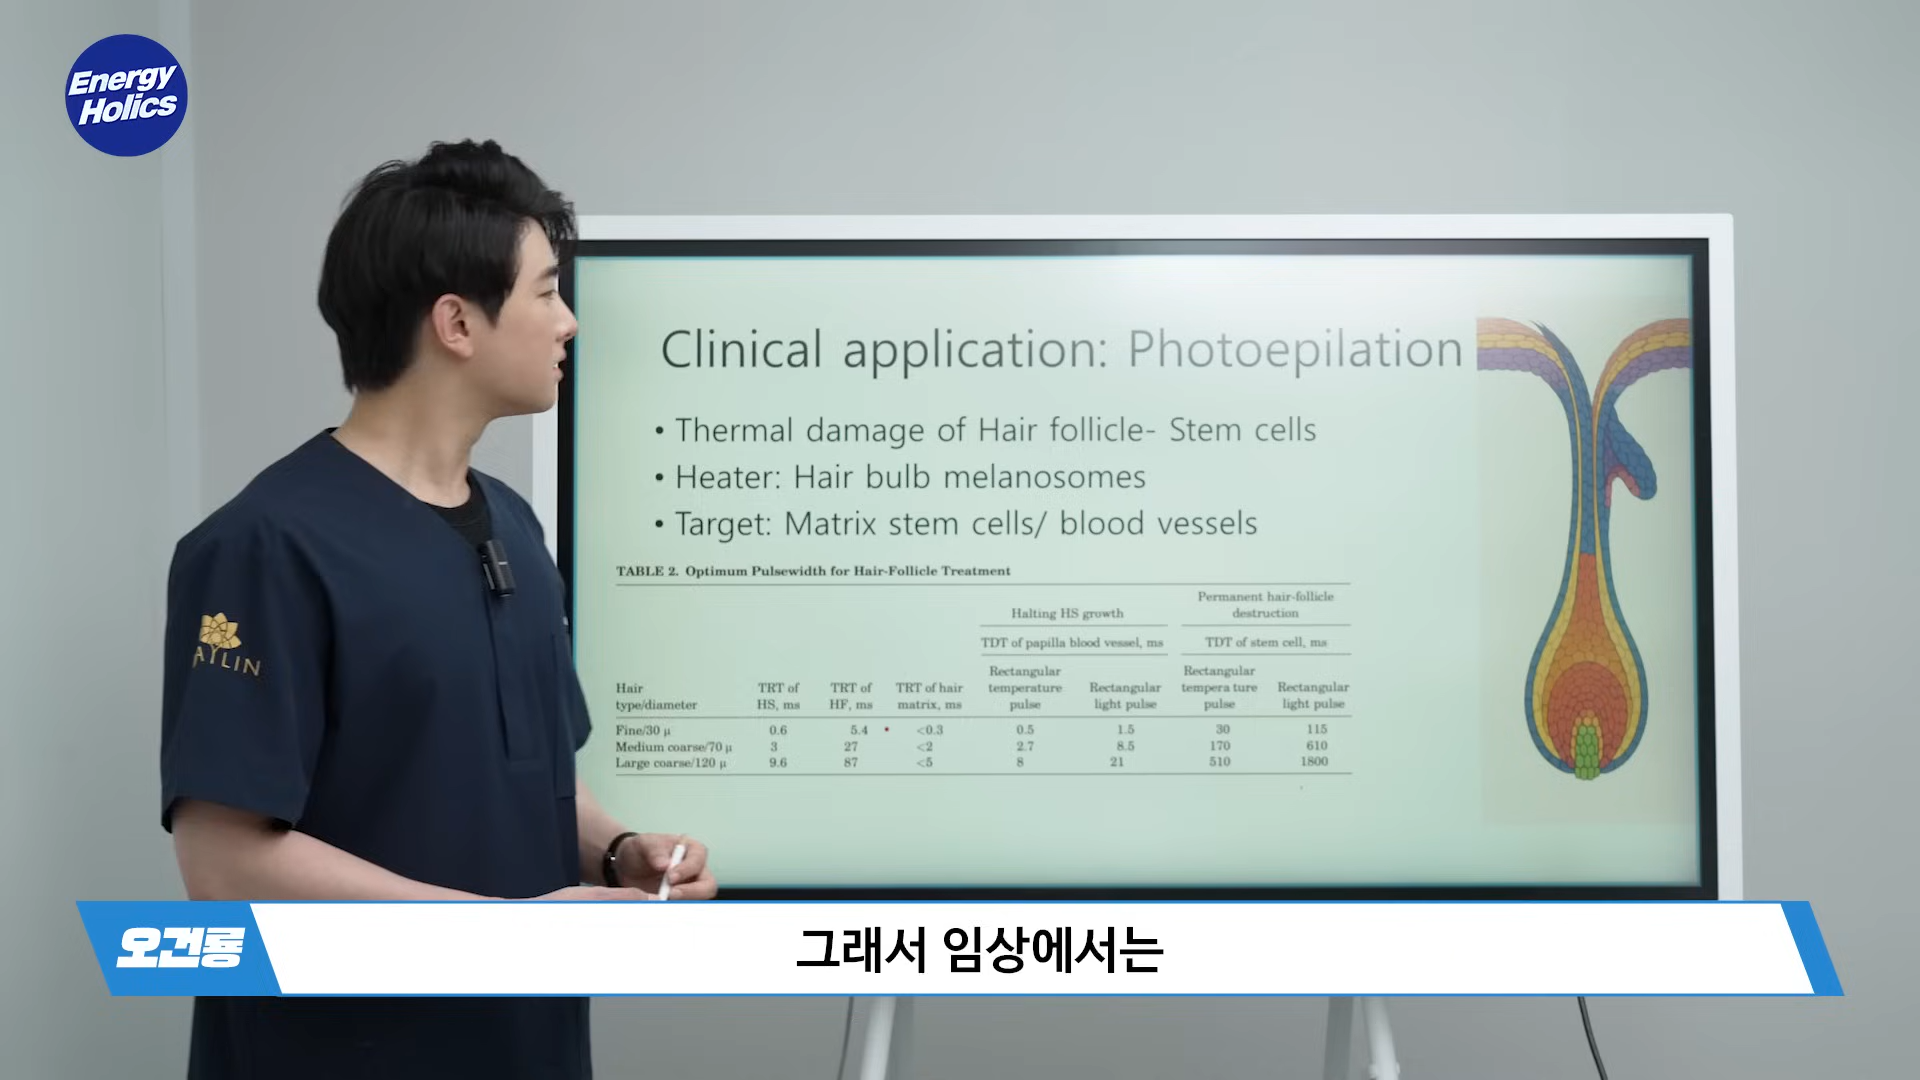 Energy
Holics
Clinical application: Photoepilation
• Thermal damage of Hair follicle- Stem cells
• Heater: Hair bulb melanosomes
• Target: Matrix stem cells/ blood vessels
TABLE 2. Optimum Pulsewidth for Hair-Follicle Treatment
Halting HS growth
Permanent hair-follicle
destruction
TDT of papilla blood vessel, ms
TDT of stem cell, ms
Hair
type/diameter
TRT of
HS, ms
TRT of
HF, ms
TRT of hair
matrix, ms
Rectangular
temperature
pulse
Rectangular
light pulse
Rectangular
tempera ture
pulse
Rectangular
light pulse
Fine/30 μ 0.6 5.4 <0.3 0.5 1.5 30 115
Medium coarse/70 μ 3 27 <2 2.7 8.5 170 610
Large coarse/120 μ 9.6 87 <5 8 21 510 1800
AYLIN
오건룡
그래서 임상에서는